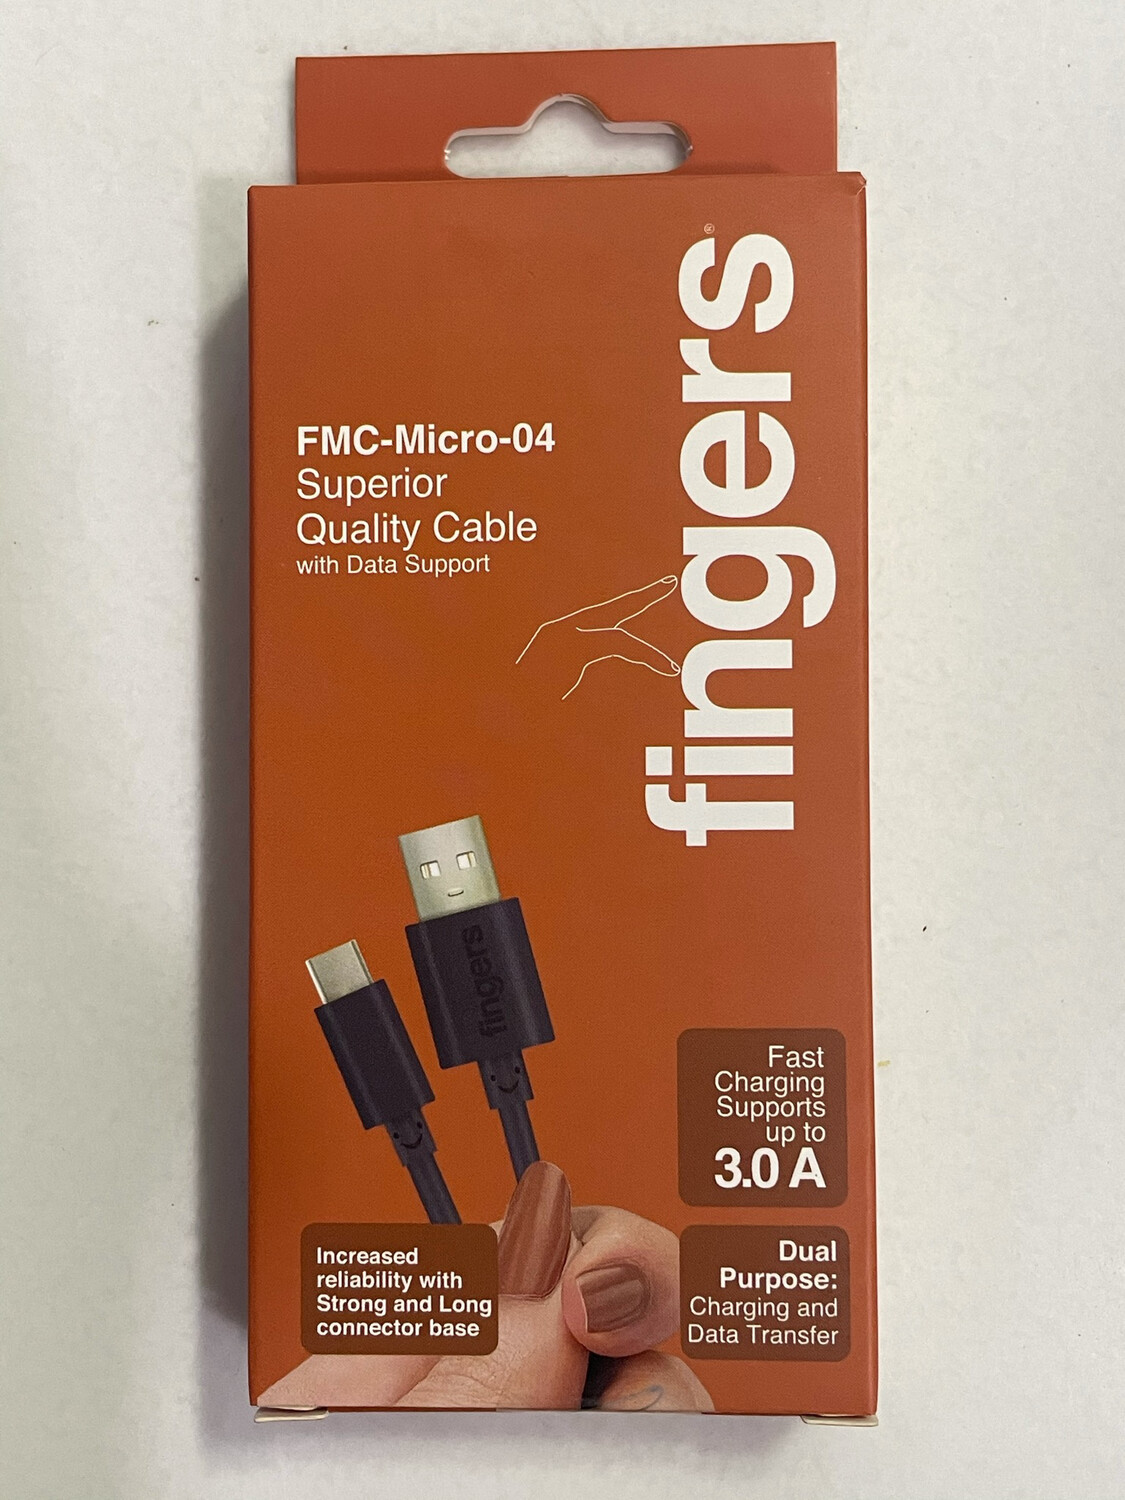 fingers®
FMC-Micro-04
Superior
Quality Cable
with Data Support
fingers
Fast
Charging
Supports
up to
3.0 A
Increased
reliability with
Strong and Long
connector base
Dual
Purpose:
Charging and
Data Transfer